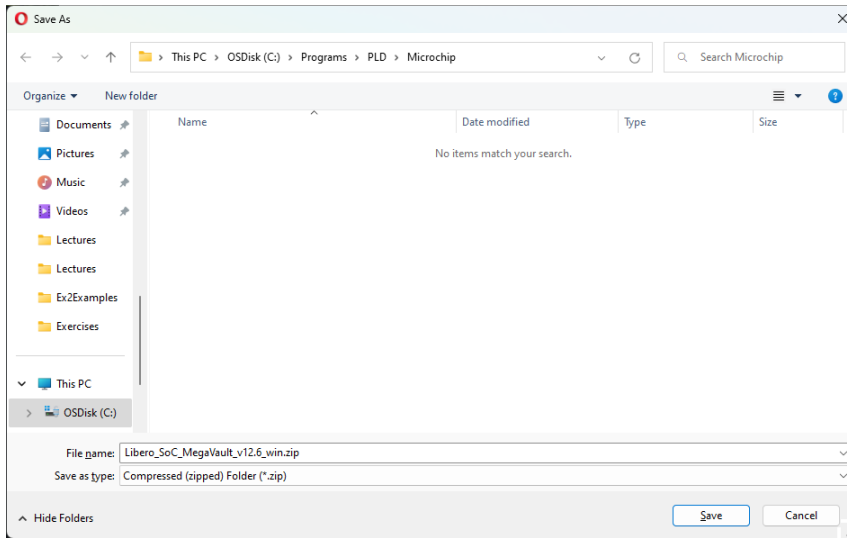 Save As
This PC > OSDisk (C:) > Programs > PLD > Microchip
Search Microchip
Organize
New folder
Name
Date modified
Type
Size
No items match your search.
Documents
Pictures
Music
Videos
Lectures
Lectures
Ex2Examples
Exercises
This PC
OSDisk (C:)
File name: Libero_SoC_MegaVault_v12.6_win.zip
Save as type: Compressed (zipped) Folder (*.zip)
Hide Folders
Save
Cancel